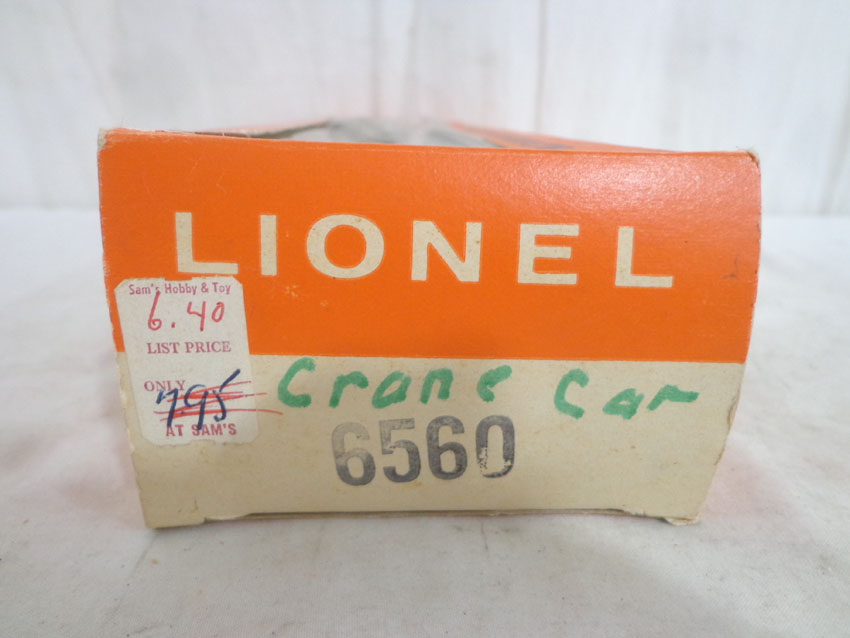 LIONEL
Sam's Hobby & Toy
6.40
LIST PRICE
ONLY
7.95
AT SAM'S
Crane Car
6560